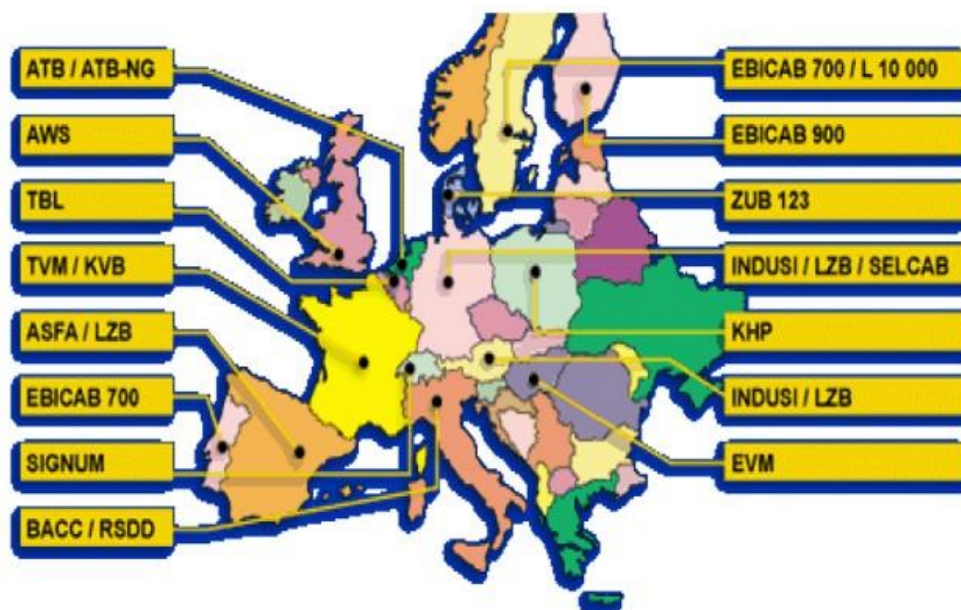 ATB / ATB-NG
AWS
TBL
TVM / KVB
ASFA / LZB
EBICAB 700
SIGNUM
BACC / RSDD
EBICAB 700 / L 10 000
EBICAB 900
ZUB 123
INDUSI / LZB / SELCAB
KHP
INDUSI / LZB
EVM